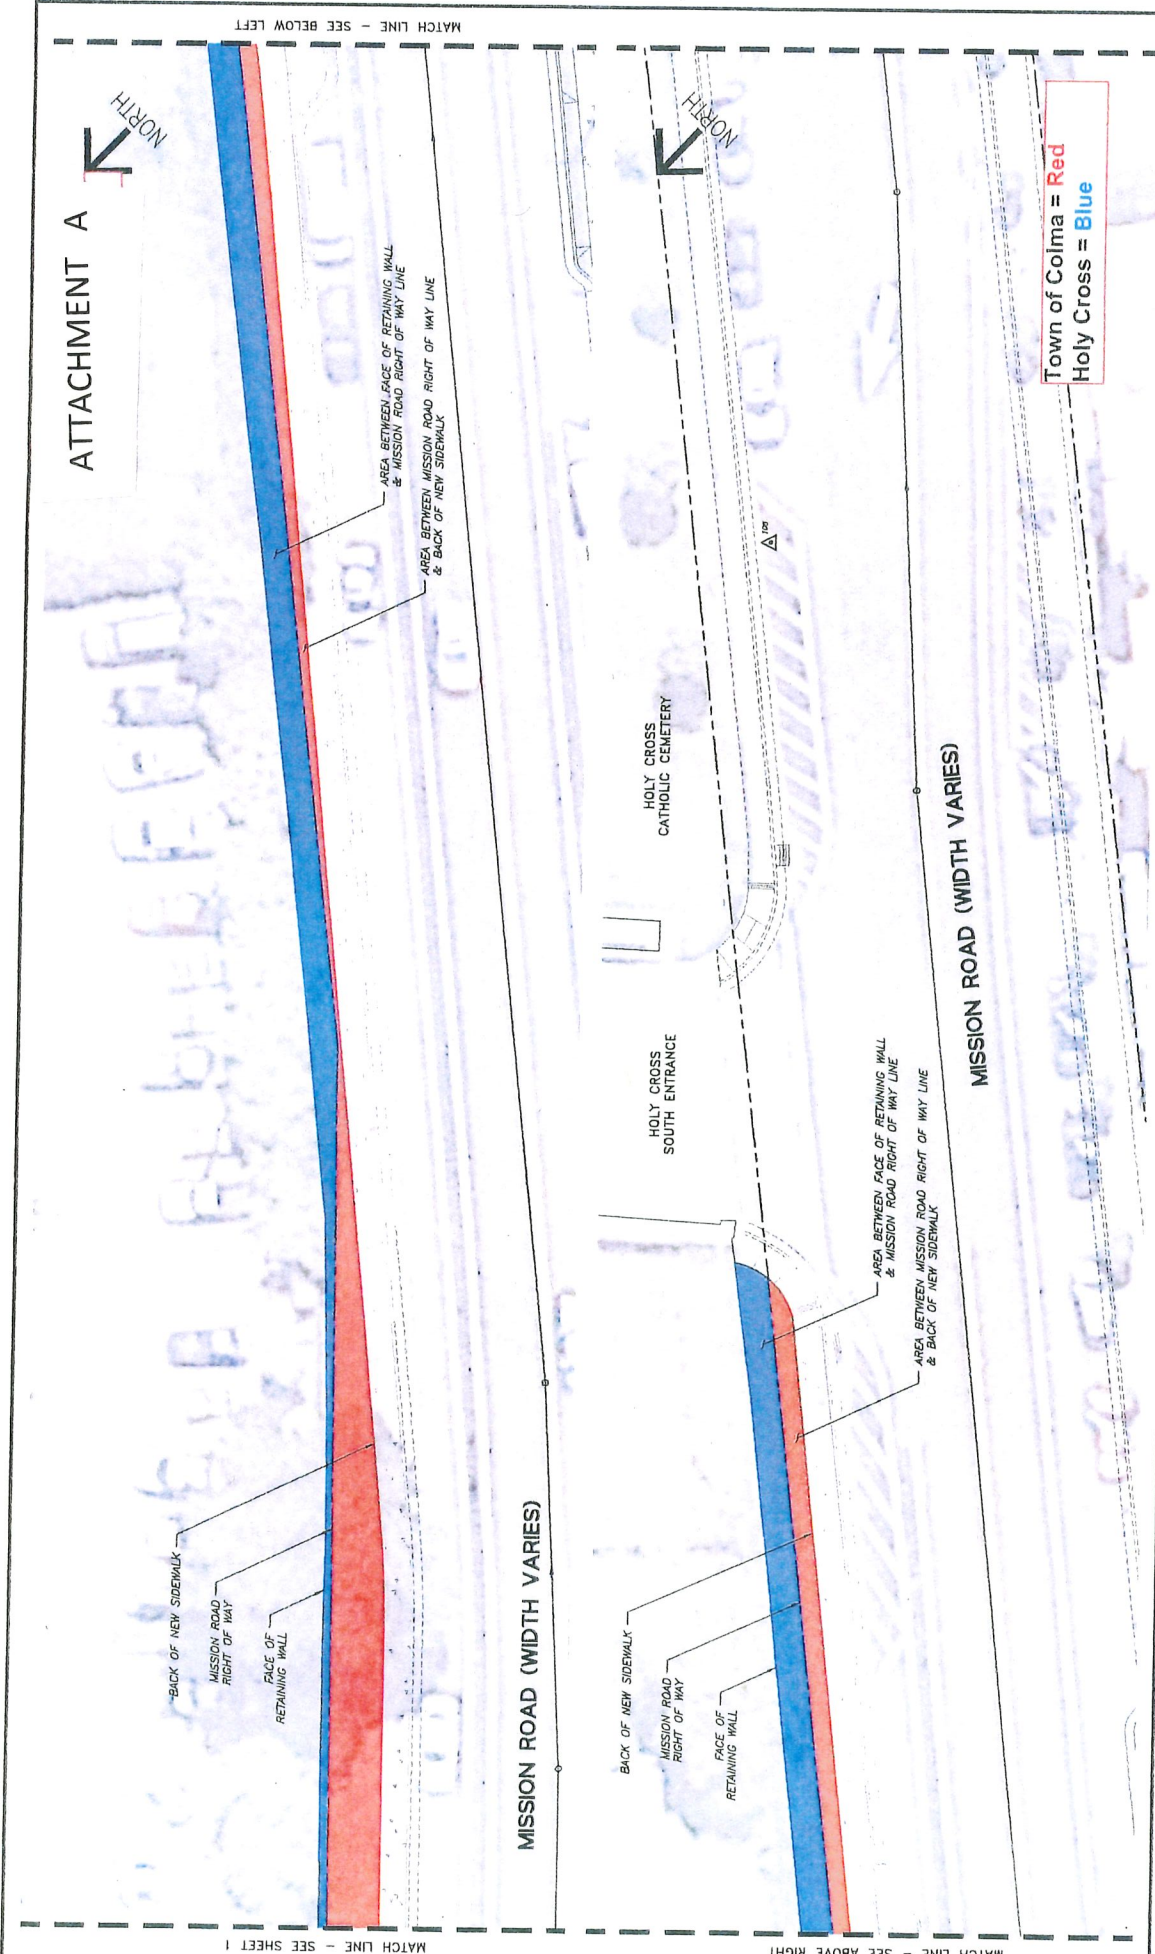 ATTACHMENT A
NORTH
MATCH LINE - SEE BELOW LEFT
AREA BETWEEN FACE OF RETAINING WALL
& MISSION ROAD RIGHT OF WAY LINE
AREA BETWEEN MISSION ROAD RIGHT OF WAY LINE
& BACK OF NEW SIDEWALK
BACK OF NEW SIDEWALK
MISSION ROAD
RIGHT OF WAY
FACE OF
RETAINING WALL
MISSION ROAD (WIDTH VARIES)
MATCH LINE - SEE SHEET 1
NORTH
HOLY CROSS
CATHOLIC CEMETERY
105
HOLY CROSS
SOUTH ENTRANCE
AREA BETWEEN FACE OF RETAINING WALL
& MISSION ROAD RIGHT OF WAY LINE
AREA BETWEEN MISSION ROAD RIGHT OF WAY LINE
& BACK OF NEW SIDEWALK
BACK OF NEW SIDEWALK
MISSION ROAD
RIGHT OF WAY
FACE OF
RETAINING WALL
MISSION ROAD (WIDTH VARIES)
MATCH LINE - SEE ABOVE RIGHT
Town of Colma = Red
Holy Cross = Blue